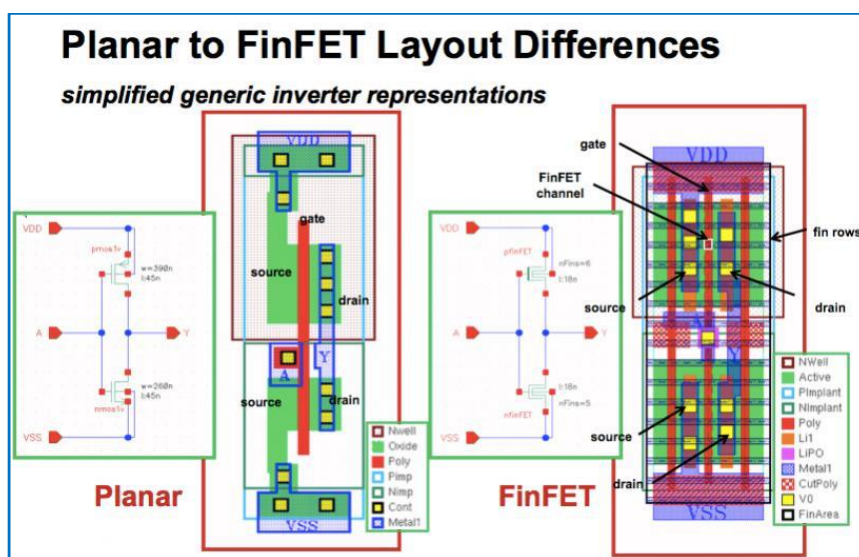 Planar to FinFET Layout Differences
simplified generic inverter representations
VDD
pmos1v
w=390n
l:45n
A
Y
w=260n
l:45n
nmos1v
VSS
Planar
VDD
gate
source
drain
A
Y
source
drain
VSS
Nwell
Oxide
Poly
Pimp
Nimp
Cont
Metal1
VDD
pfinFET
nFins=6
l:18n
A
Y
l:18n
nFins=5
nfinFET
VSS
FinFET
gate
FinFET
channel
VDD
fin rows
source
drain
A
Y
source
drain
VSS
NWell
Active
PImplant
NImplant
Poly
Li1
LiPO
Metal1
CutPoly
V0
FinArea